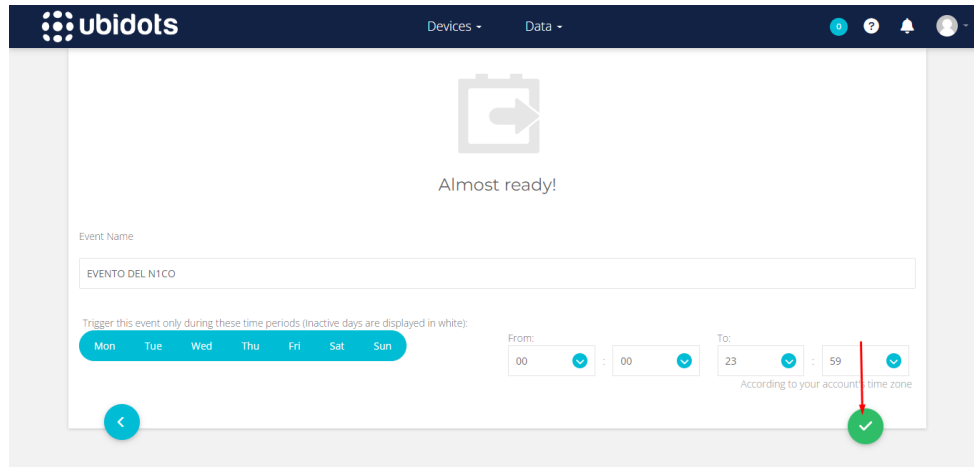 ubidots Devices Data 0 ?
Almost ready!
Event Name
EVENTO DEL N1CO
Trigger this event only during these time periods (Inactive days are displayed in white):
Mon Tue Wed Thu Fri Sat Sun
From: To:
00 : 00 23 : 59
According to your account's time zone